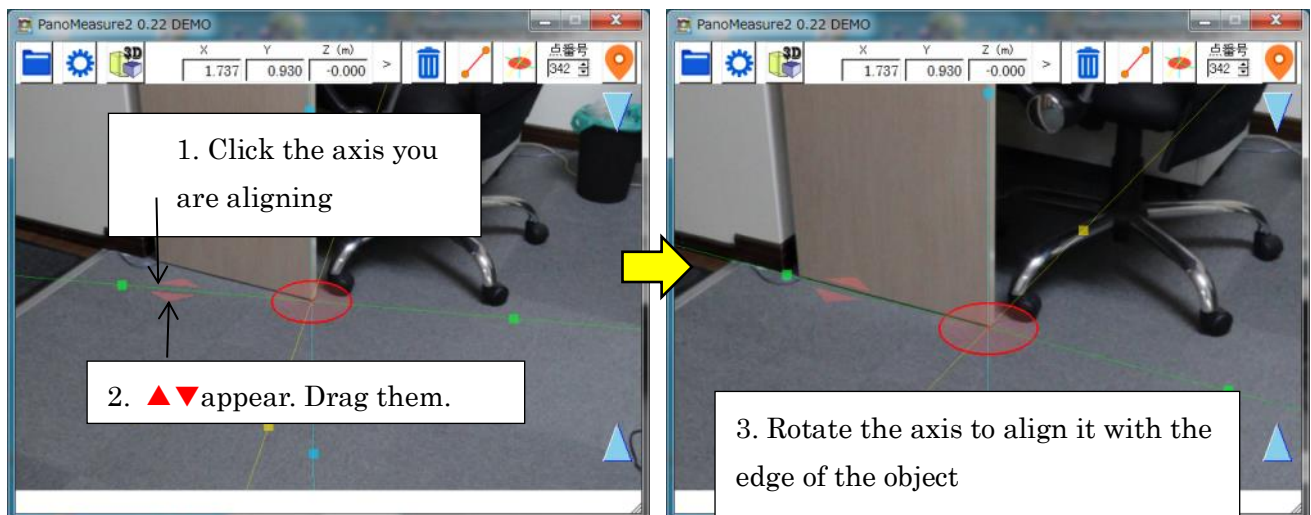 PanoMeasure2 0.22 DEMO
3D
X Y Z (m)
1.737 0.930 -0.000 >
点番号
342
1. Click the axis you
are aligning
2. ▲▼appear. Drag them.
PanoMeasure2 0.22 DEMO
3D
X Y Z (m)
1.737 0.930 -0.000 >
点番号
342
3. Rotate the axis to align it with the
edge of the object